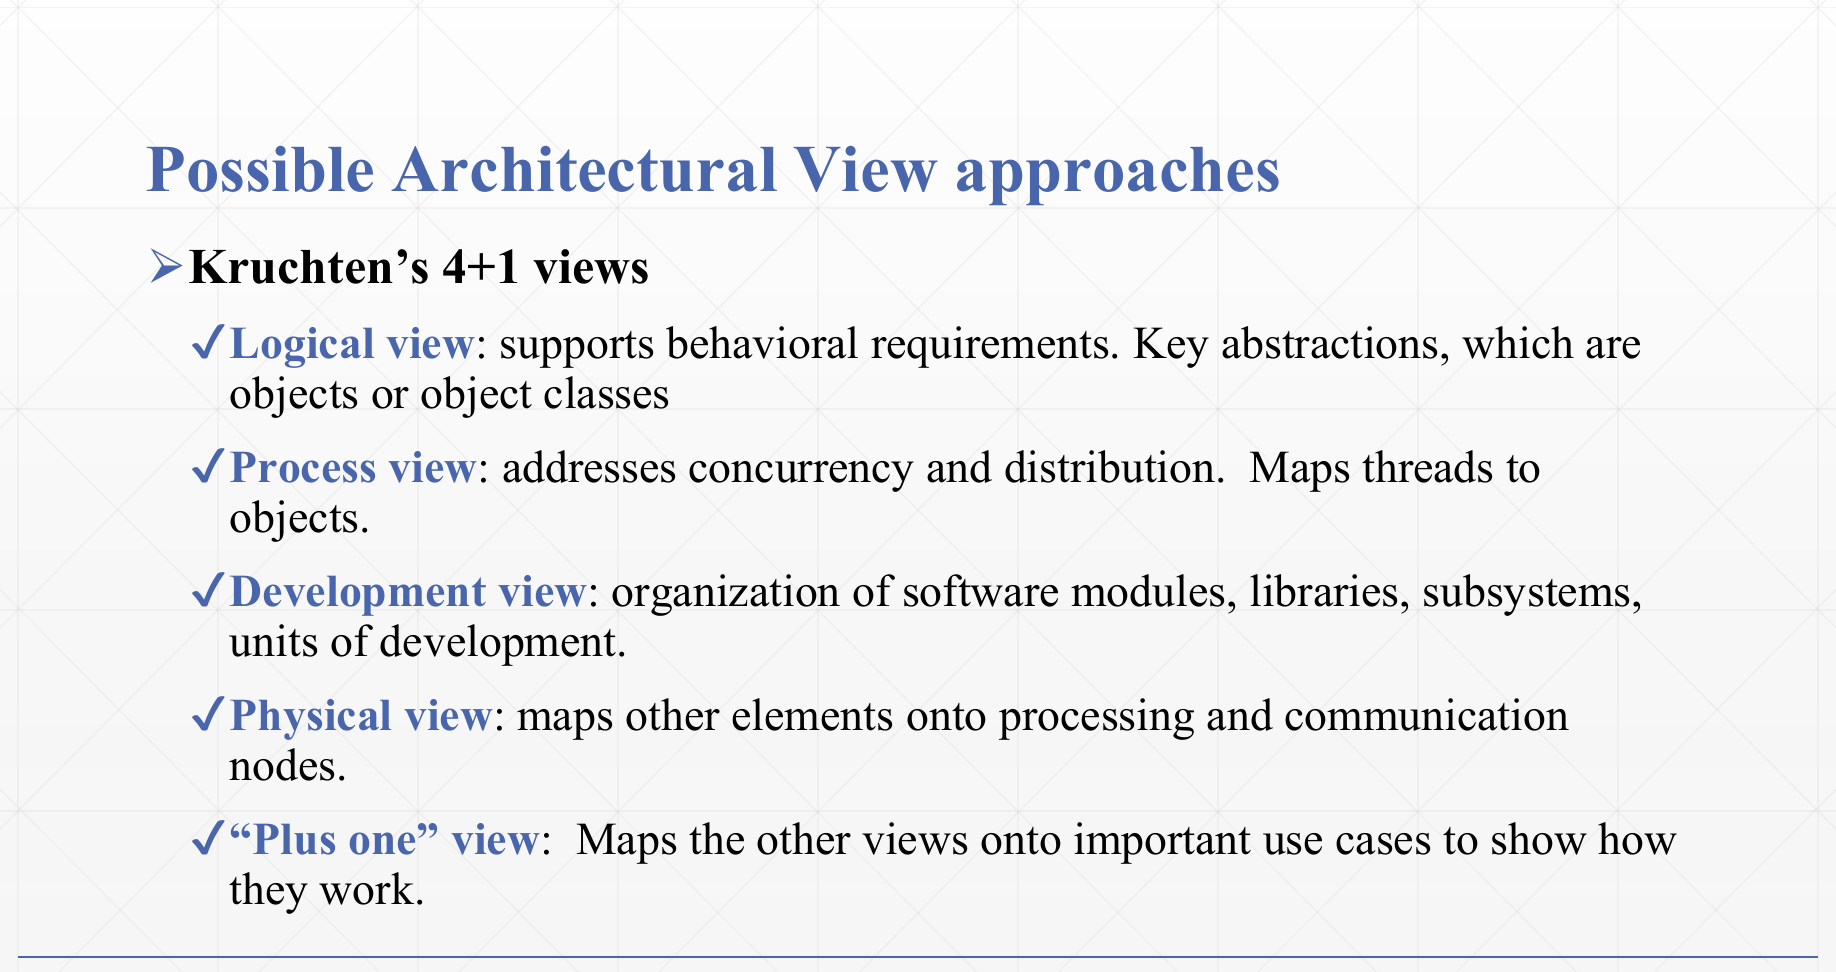 Possible Architectural View approaches
➢Kruchten’s 4+1 views
✓Logical view: supports behavioral requirements. Key abstractions, which are
objects or object classes
✓Process view: addresses concurrency and distribution.  Maps threads to
objects.
✓Development view: organization of software modules, libraries, subsystems,
units of development.
✓Physical view: maps other elements onto processing and communication
nodes.
✓“Plus one” view:  Maps the other views onto important use cases to show how
they work.